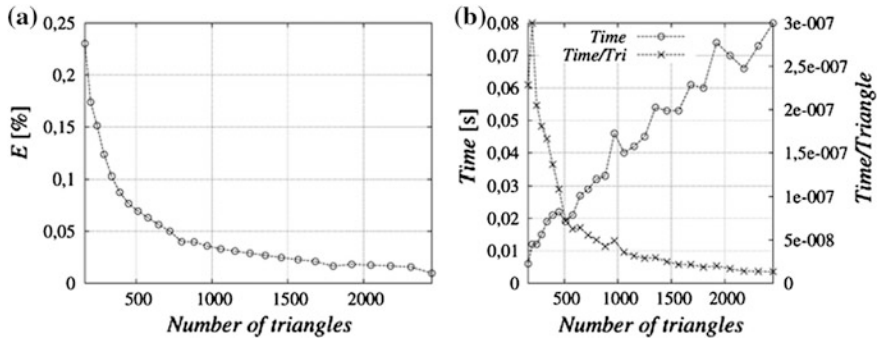 (a)
0,25
0,2
0,15
0,1
0,05
0
E [%]
500
1000
1500
2000
Number of triangles
(b)
0,08
0,07
0,06
0,05
0,04
0,03
0,02
0,01
0
Time [s]
Time
Time/Tri
3e-007
2,5e-007
2e-007
1,5e-007
1e-007
5e-008
0
Time/Triangle
500
1000
1500
2000
Number of triangles